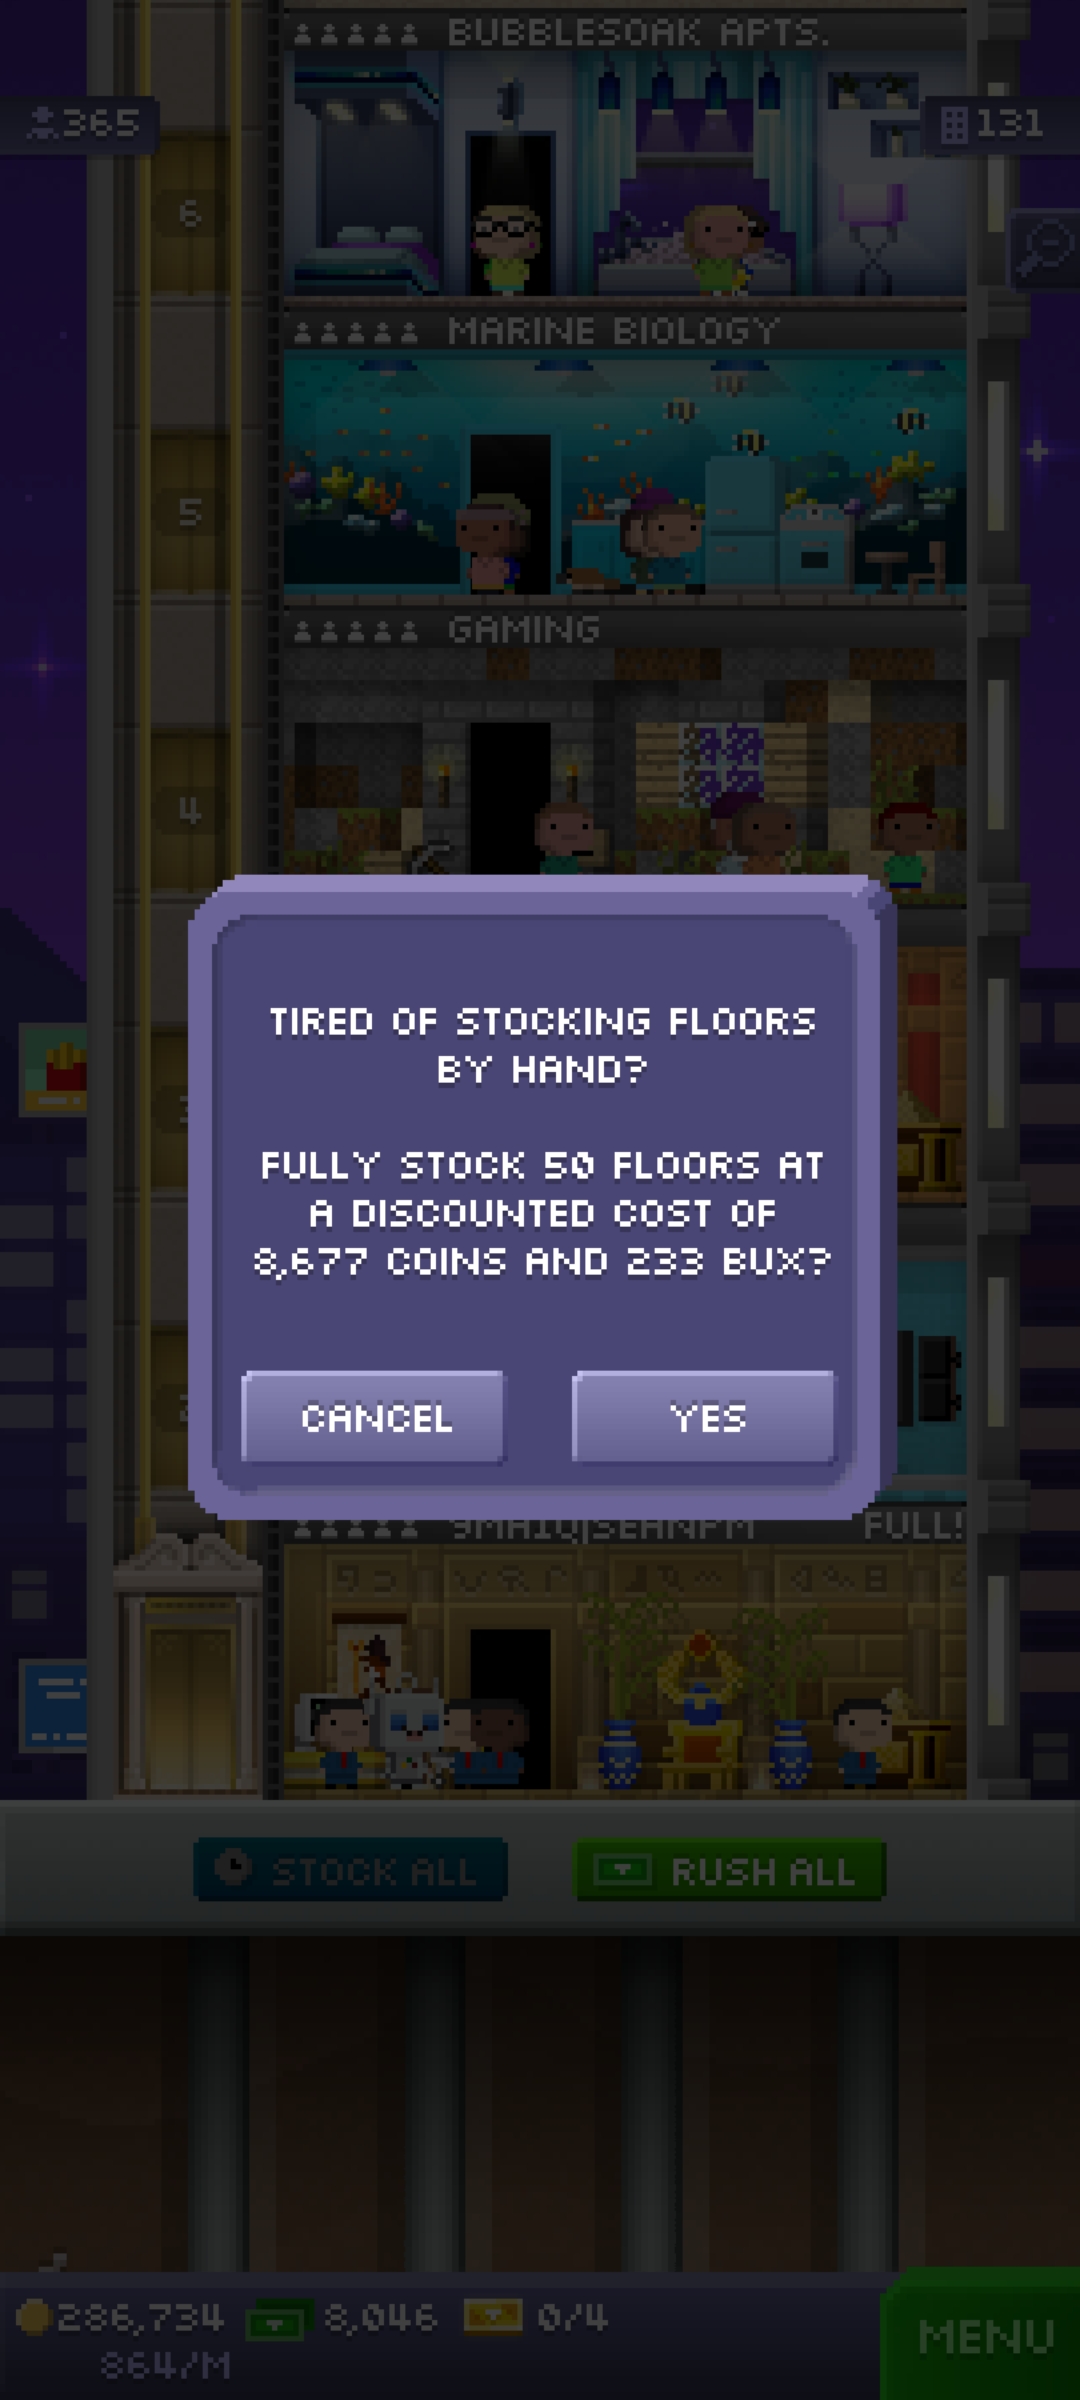 BUBBLESOAK APTS.
365
131
6
MARINE BIOLOGY
5
GAMING
4
TIRED OF STOCKING FLOORS
BY HAND?
FULLY STOCK 50 FLOORS AT
A DISCOUNTED COST OF
8,677 COINS AND 233 BUX?
CANCEL
YES
FULL!
STOCK ALL
RUSH ALL
286,734
8,046
0/4
864/M
MENU